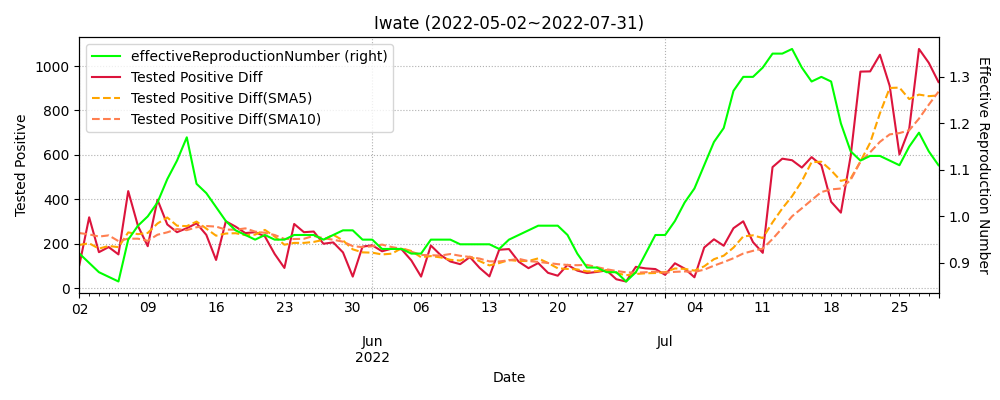 Iwate (2022-05-02~2022-07-31)
effectiveReproductionNumber (right)
Tested Positive Diff
Tested Positive Diff(SMA5)
Tested Positive Diff(SMA10)
Tested Positive
1000
800
600
400
200
0
1.3
1.2
1.1
1.0
0.9
Effective Reproduction Number
02 09 16 23 30 06 13 20 27 04 11 18 25
Jun Jul
2022
Date